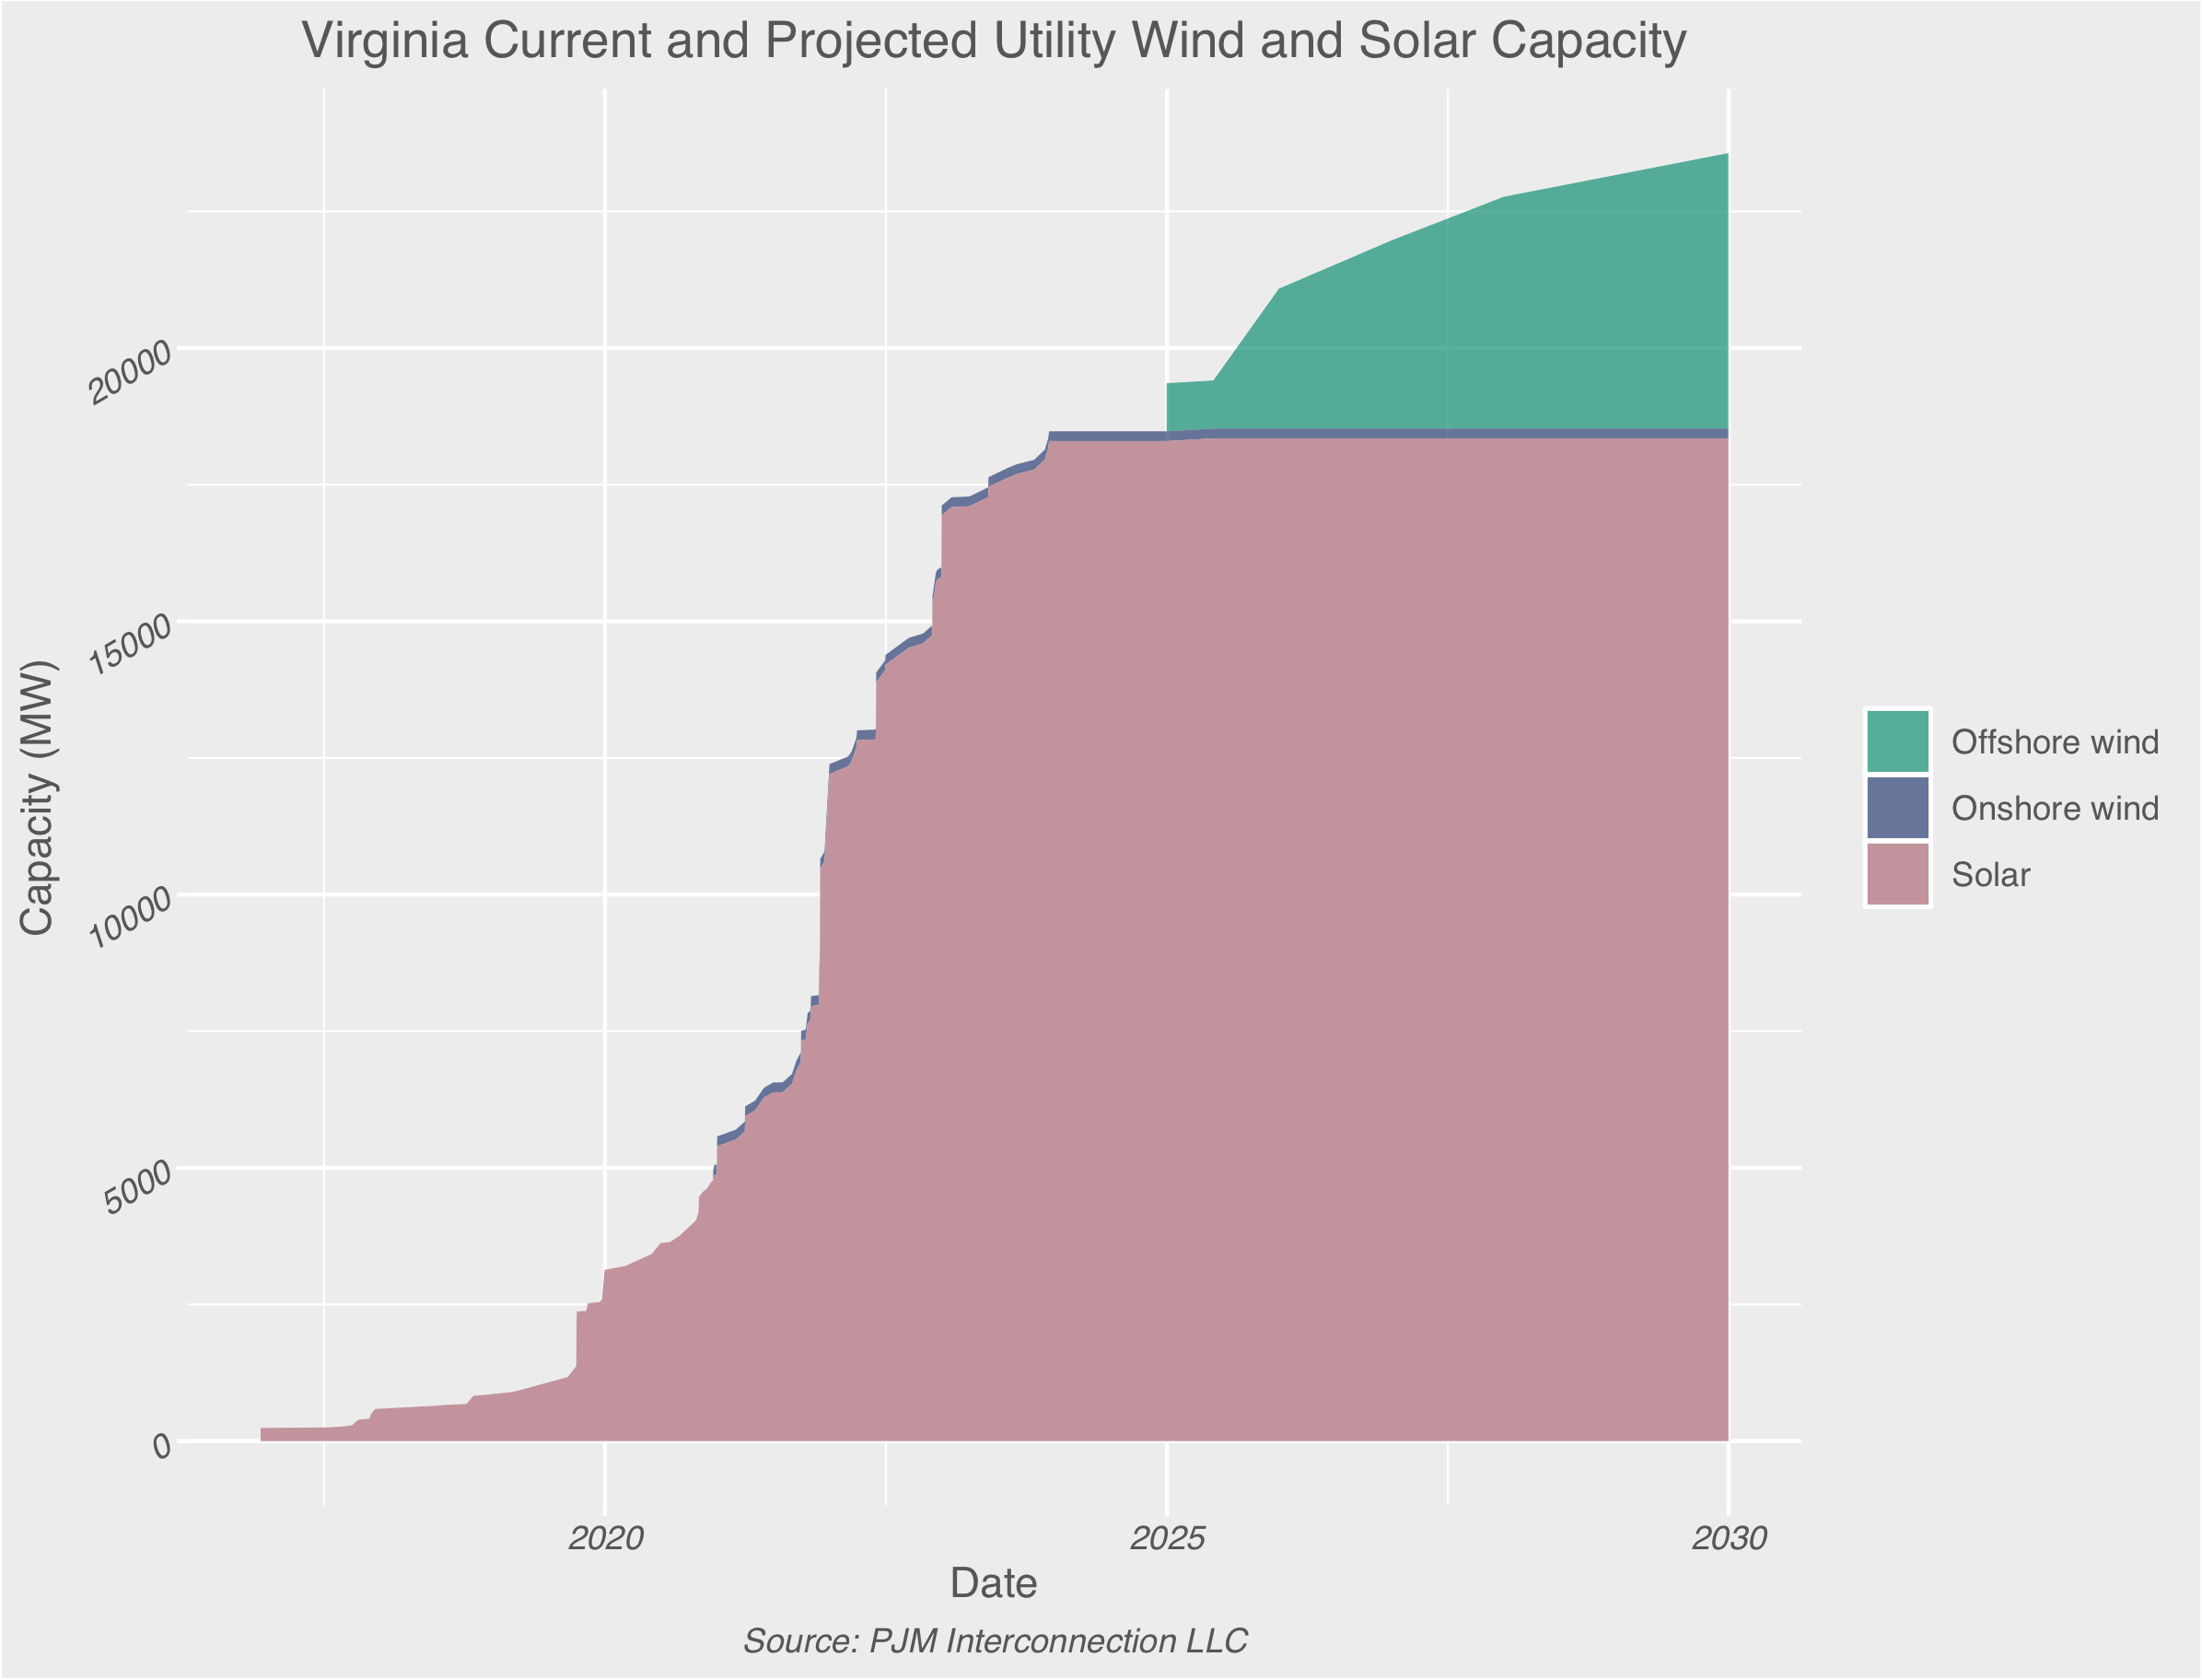 Virginia Current and Projected Utility Wind and Solar Capacity
Capacity (MW)
20000
15000
10000
5000
0
2020 2025 2030
Date
Source: PJM Interconnection LLC
Offshore wind
Onshore wind
Solar